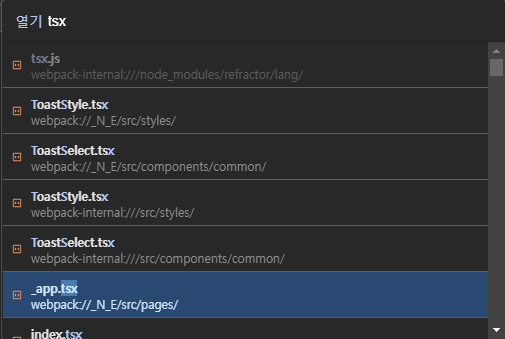 열기 tsx
tsx.js
webpack-internal:///node_modules/refractor/lang/
ToastStyle.tsx
webpack://_N_E/src/styles/
ToastSelect.tsx
webpack://_N_E/src/components/common/
ToastStyle.tsx
webpack-internal:///src/styles/
ToastSelect.tsx
webpack-internal:///src/components/common/
_app.tsx
webpack://_N_E/src/pages/
index.tsx